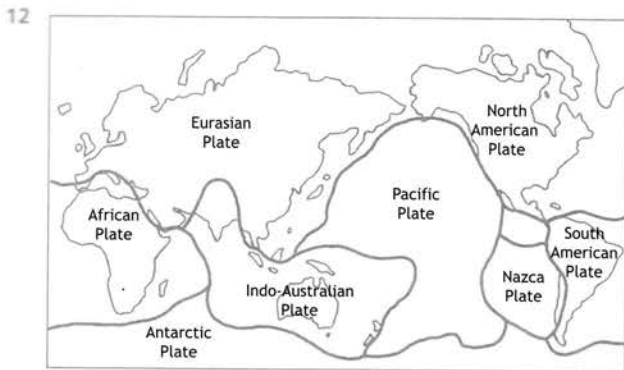 12
Eurasian
Plate
North
American
Plate
African
Plate
Pacific
Plate
South
American
Plate
Indo-Australian
Plate
Nazca
Plate
Antarctic
Plate